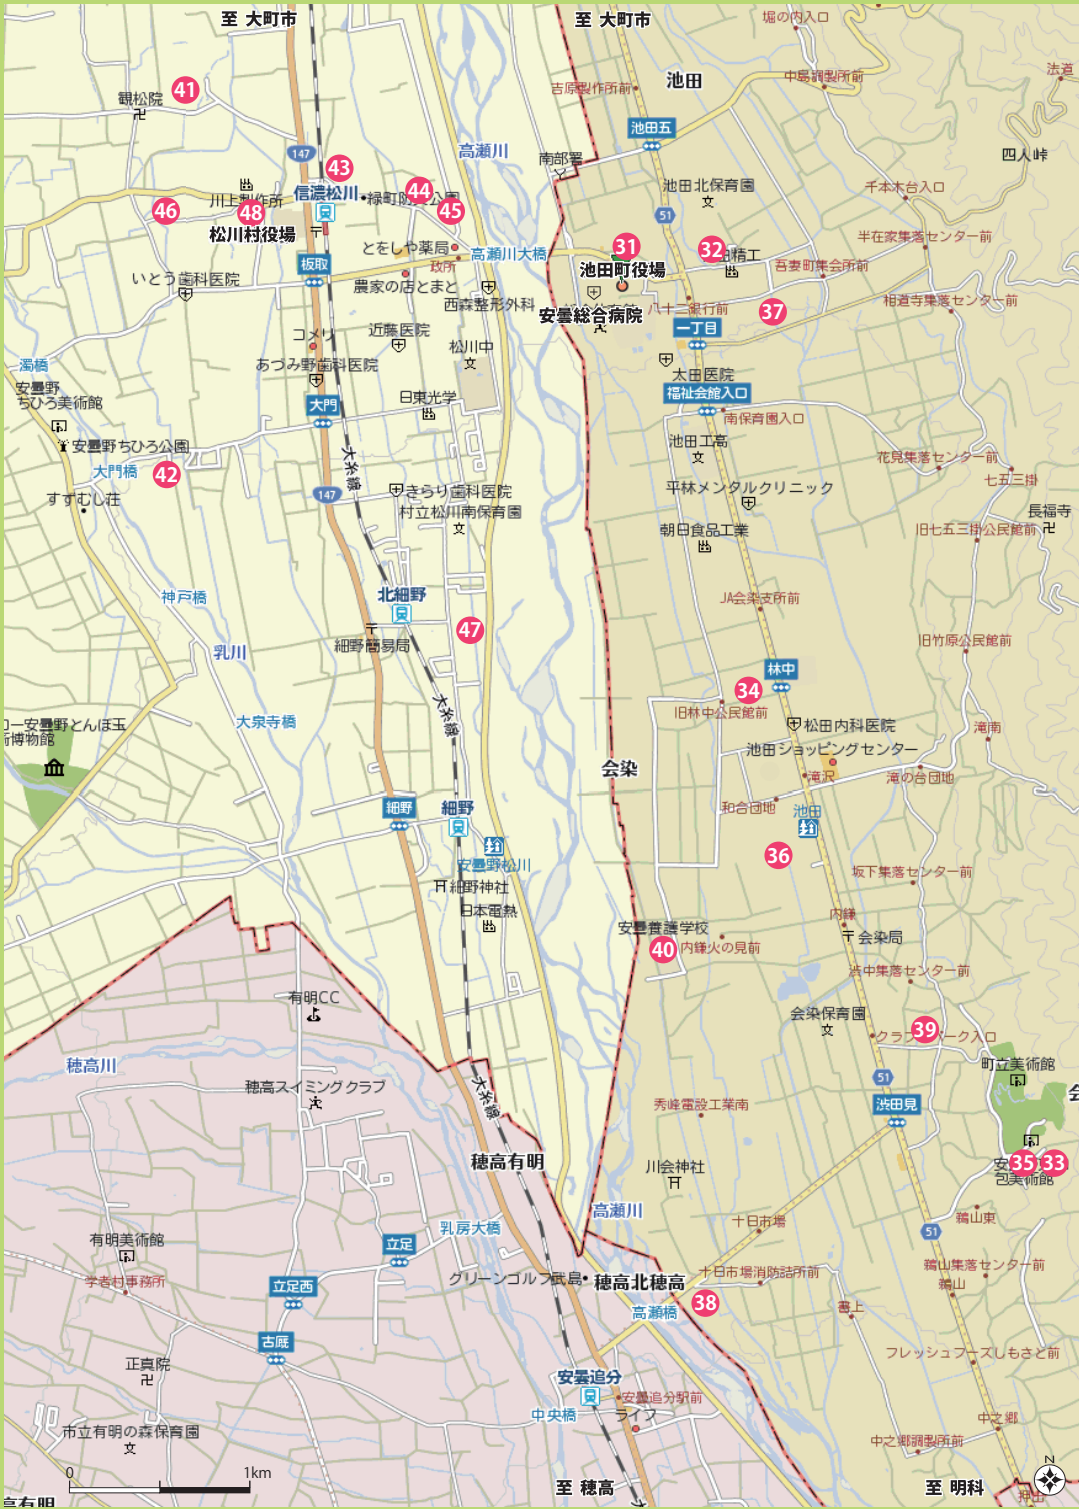 至 大町市
至 大町市
堀の内入口
池田
中島調製所前
法道
吉原製作所前
41
観松院
池田五
高瀬川
南部署
四人峠
147
43
信濃松川
緑町防災公園
44
45
46
川上製作所
48
松川村役場
池田北保育園
千本木台入口
51
半在家集落センター前
31
32
池田町役場
吾妻町集会所前
とをしや薬局
政所
高瀬川大橋
板取
いとう歯科医院
農家の店とまと
西森整形外科
安曇総合病院
八十二銀行前
37
相道寺集落センター前
一丁目
コメリ
近藤医院
松川中
あづみ野歯科医院
濁橋
安曇野
ちひろ美術館
太田医院
福祉会館入口
南保育園入口
大門
日東光学
安曇野ちひろ公園
大門橋
42
すずむし荘
大糸線
池田工高
花見集落センター前
七五三掛
147
きらり歯科医院
村立松川南保育園
平林メンタルクリニック
朝日食品工業
長福寺
旧七五三掛公民館前
神戸橋
北細野
JA会染支所前
細野簡易局
47
乳川
旧竹原公民館前
林中
34
旧林中公民館前
大糸線
大泉寺橋
松田内科医院
池田ショッピングセンター
滝南
会染
滝沢
滝の台団地
和合団地
池田
細野
細野
36
安曇野松川
坂下集落センター前
細野神社
日本電熱
内鎌
会染局
安曇養護学校
40
内鎌火の見前
渋中集落センター前
有明CC
会染保育園
39
穂高川
町立美術館
穂高スイミングクラブ
大糸線
51
渋田見
秀峰電設工業南
穂高有明
川会神社
35
33
高瀬川
十日市場
鵜山東
51
乳房大橋
有明美術館
立足
学者村事務所
立足西
グリーンゴルフ武島
穂高北穂高
十日市場消防詰所前
鵜山集落センター前
鵜山
38
高瀬橋
古厩
正真院
フレッシュフーズしもさと前
安曇追分
安曇追分駅前
中央橋
ライフ
市立有明の森保育園
中之郷
中之郷調製所前
0
1km
至 穂高
至 明科
N